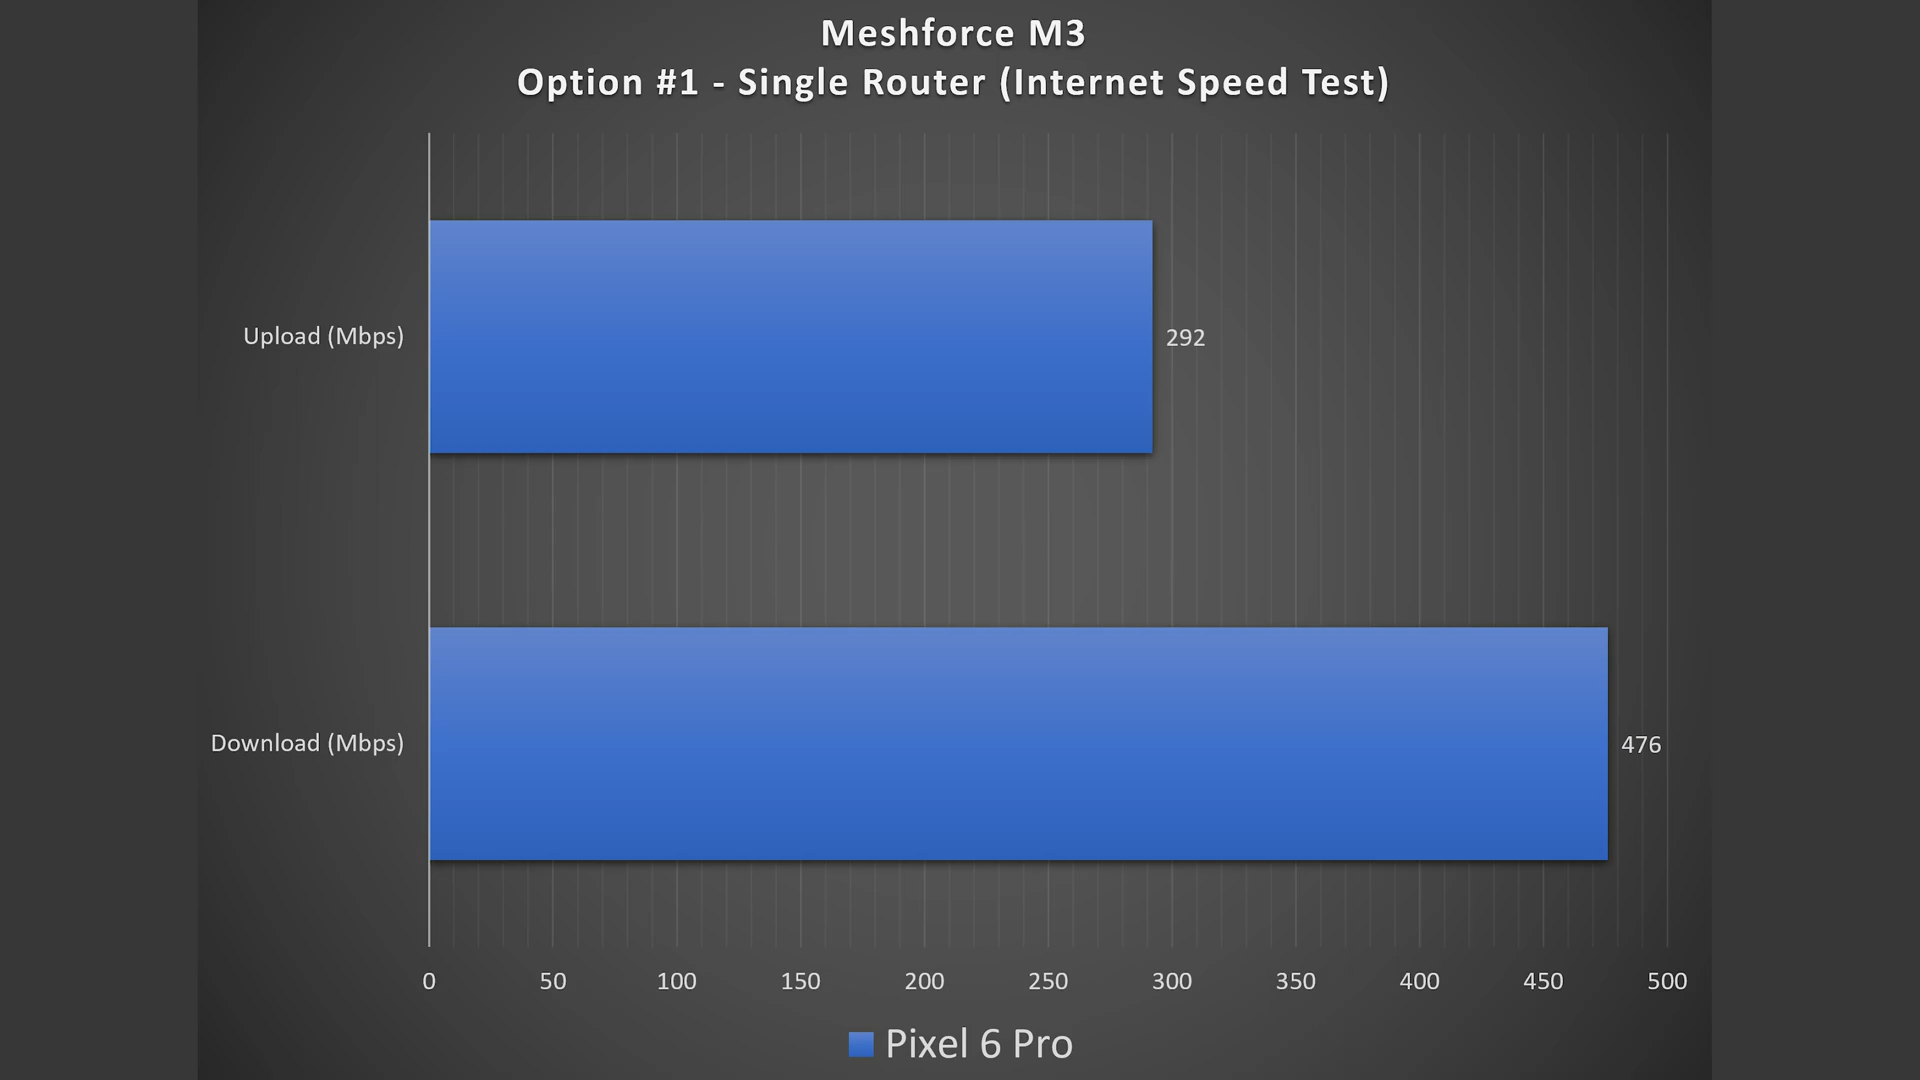 Meshforce M3
Option #1 - Single Router (Internet Speed Test)
Upload (Mbps)
292
Download (Mbps)
476
0 50 100 150 200 250 300 350 400 450 500
Pixel 6 Pro